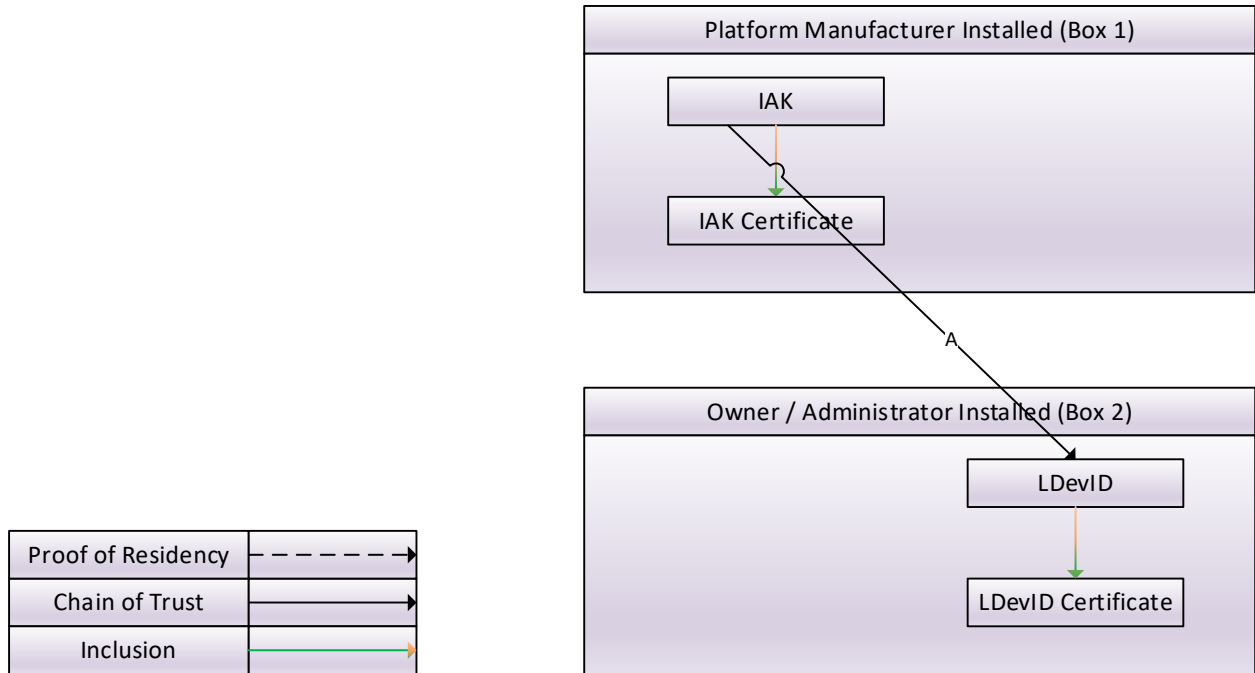 Platform Manufacturer Installed (Box 1)
IAK
IAK Certificate
A
Owner / Administrator Installed (Box 2)
LDevID
LDevID Certificate
Proof of Residency
Chain of Trust
Inclusion